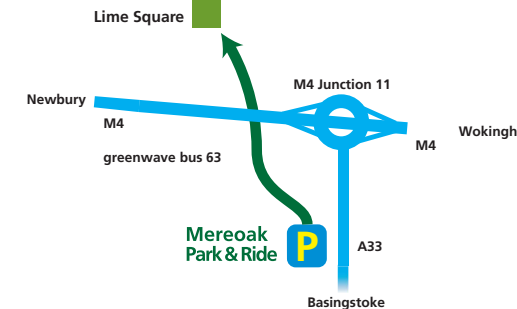 Lime Square
M4 Junction 11
Newbury
M4
Wokingh
M4
greenwave bus 63
Mereoak
Park & Ride
P
A33
Basingstoke